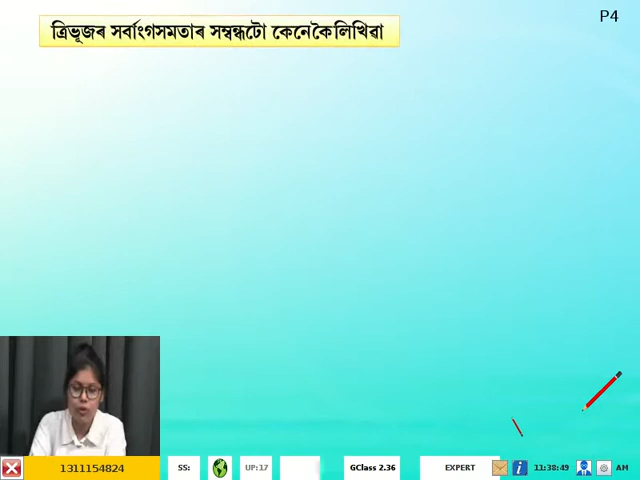 P4
ত্ৰিভূজৰ সৰ্বাংগসমতাৰ সম্বন্ধটো কেনেকৈ লিখিৱা
1311154824
SS:
UP:17
GClass 2.36
EXPERT
11:38:49
AM